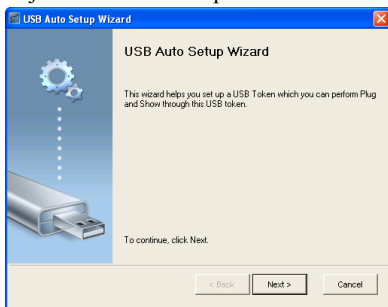 USB Auto Setup Wizard
USB Auto Setup Wizard
This wizard helps you set up a USB Token which you can perform Plug
and Show through this USB token.
To continue, click Next.
< Back
Next >
Cancel